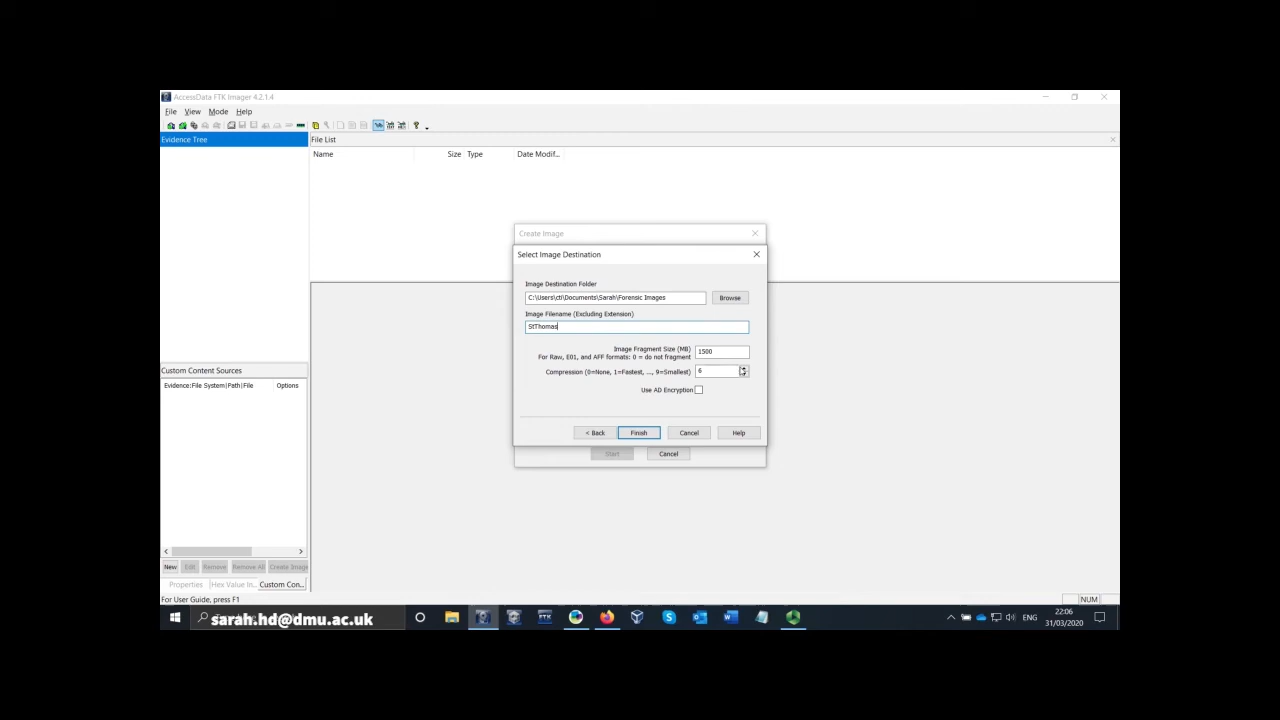 AccessData FTK Imager 4.2.1.4
File View Mode Help
Evidence Tree
File List
Name Size Type Date Modif...
Create Image
Select Image Destination
Image Destination Folder
C:\Users\cti\Documents\Sarah\Forensic Images
Browse
Image Filename (Excluding Extension)
StThomas
Image Fragment Size (MB)
1500
For Raw, E01, and AFF formats: 0 = do not fragment
Compression (0=None, 1=Fastest, ..., 9=Smallest)
6
Use AD Encryption
< Back Finish Cancel Help
Start Cancel
Custom Content Sources
Evidence:File System|Path|File Options
New Edit Remove Remove All Create Image
Properties Hex Value In... Custom Con...
For User Guide, press F1
NUM
sarah.hd@dmu.ac.uk
FTK
ENG
22:06
31/03/2020